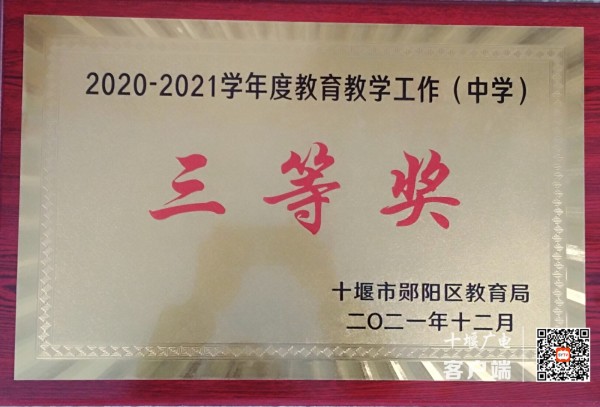 2020-2021学年度教育教学工作（中学）
三等奖
十堰市郧阳区教育局
二〇二一年十二月
十堰广电
客户端